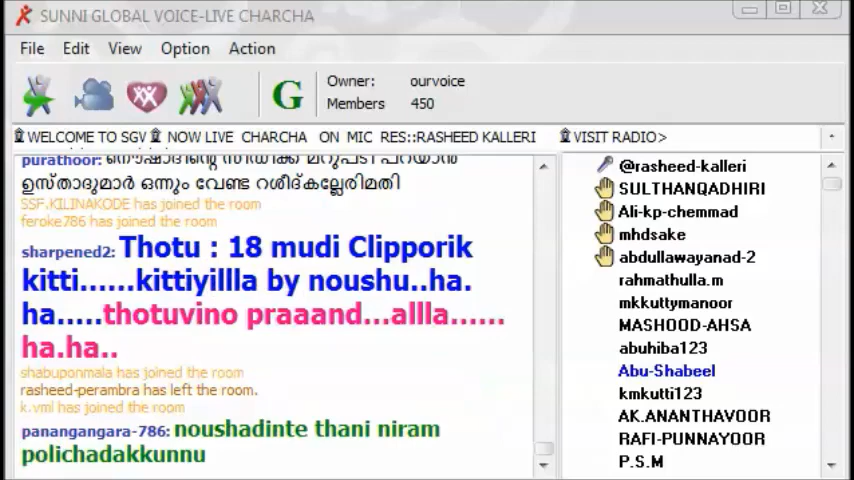 SUNNI GLOBAL VOICE-LIVE CHARCHA
File Edit View Option Action
G
Owner: ourvoice
Members 450
WELCOME TO SGV NOW LIVE CHARCHA ON MIC RES::RASHEED KALLERI VISIT RADIO>
purathoor: നൌഷാദിന്റെ സിഡിക്ക് മറുപടി പറയാന്‍
ഉസ്താദുമാര്‍ ഒന്നും വേണ്ട റശീദ്കല്ലേരിമതി
SSF.KILINAKODE has joined the room
feroke786 has joined the room
sharpened2: Thotu : 18 mudi Clipporik
kitti......kittiyillla by noushu..ha.
ha.....thotuvino praaand...allla......
ha.ha..
shabuponmala has joined the room
rasheed-perambra has left the room.
k.vml has joined the room
panangangara-786: noushadinte thani niram
polichadakkunnu
@rasheed-kalleri
SULTHANQADHIRI
Ali-kp-chemmad
mhdsake
abdullawayanad-2
rahmathulla.m
mkkuttymanoor
MASHOOD-AHSA
abuhiba123
Abu-Shabeel
kmkutti123
AK.ANANTHAVOOR
RAFI-PUNNAYOOR
P.S.M